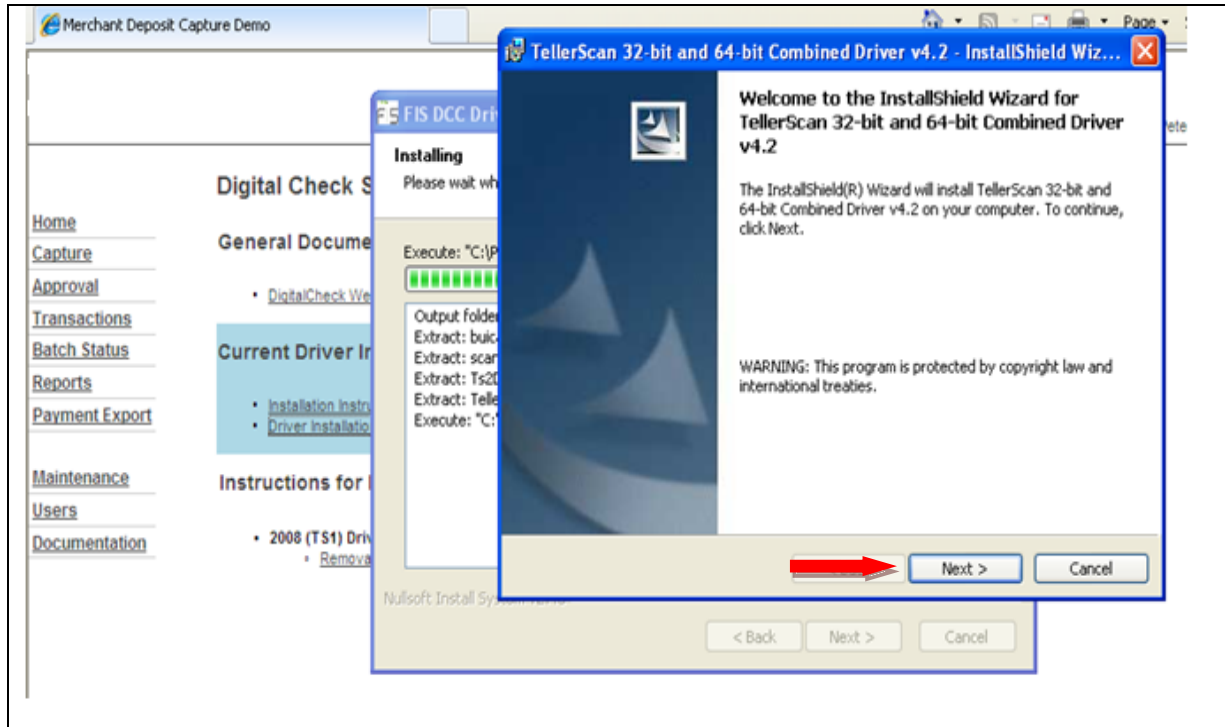 Merchant Deposit Capture Demo
Page
TellerScan 32-bit and 64-bit Combined Driver v4.2 - InstallShield Wiz...
Welcome to the InstallShield Wizard for
TellerScan 32-bit and 64-bit Combined Driver
v4.2
The InstallShield(R) Wizard will install TellerScan 32-bit and
64-bit Combined Driver v4.2 on your computer. To continue,
click Next.
WARNING: This program is protected by copyright law and
international treaties.
Next >
Cancel
FIS DCC Dri
Installing
Please wait wh
Execute: "C:\P
Output folder
Extract: buic
Extract: scar
Extract: Ts2D
Extract: Telle
Execute: "C:
Nullsoft Install Sy
< Back
Next >
Cancel
Home
Capture
Approval
Transactions
Batch Status
Reports
Payment Export
Maintenance
Users
Documentation
Digital Check S
General Docume
• DigitalCheck We
Current Driver Ir
• Installation Instru
• Driver Installatio
Instructions for
• 2008 (TS1) Driv
Remova
ete